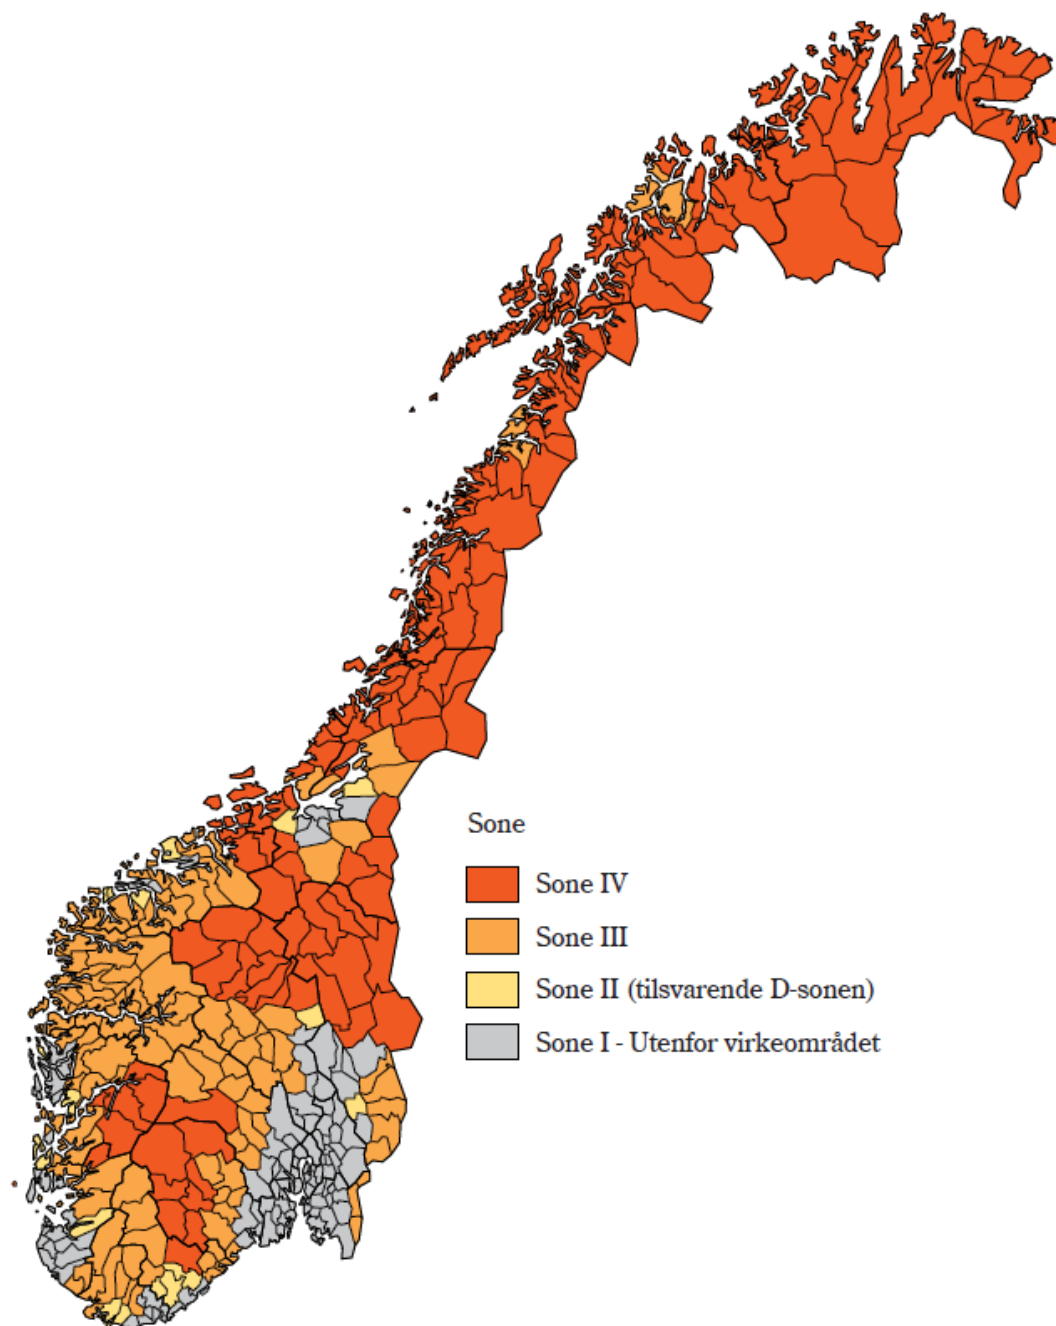 Sone
Sone IV
Sone III
Sone II (tilsvarende D-sonen)
Sone I - Utenfor virkeområdet